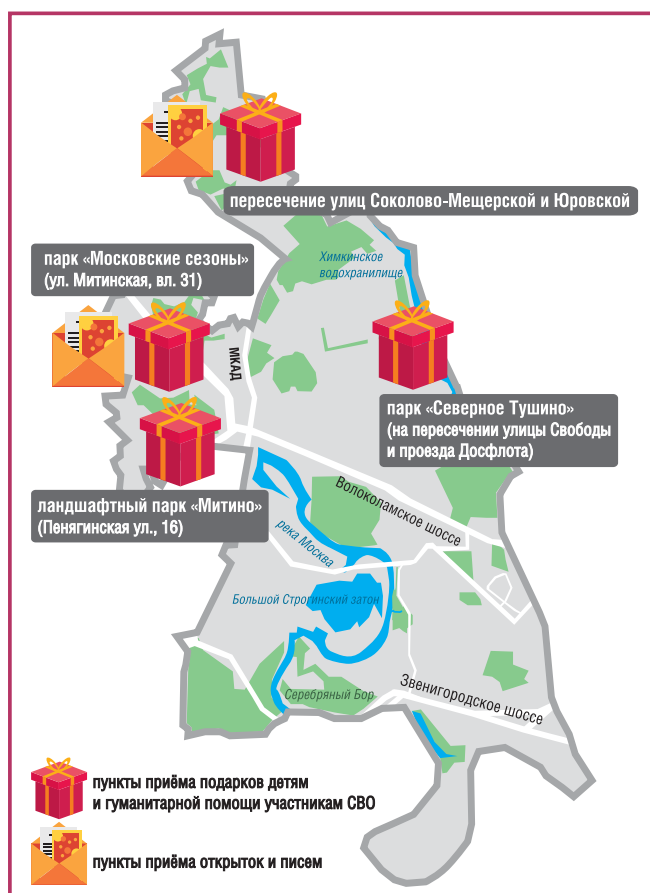 пересечение улиц Соколово-Мещерской и Юровской
парк «Московские сезоны»
(ул. Митинская, вл. 31)
Химкинское
водохранилище
МКАД
парк «Северное Тушино»
(на пересечении улицы Свободы
и проезда Досфлота)
ландшафтный парк «Митино»
(Пенягинская ул., 16)
Волоколамское шоссе
река Москва
Большой Строгинский затон
Серебряный Бор
Звенигородское шоссе
пункты приёма подарков детям
и гуманитарной помощи участникам СВО
пункты приёма открыток и писем